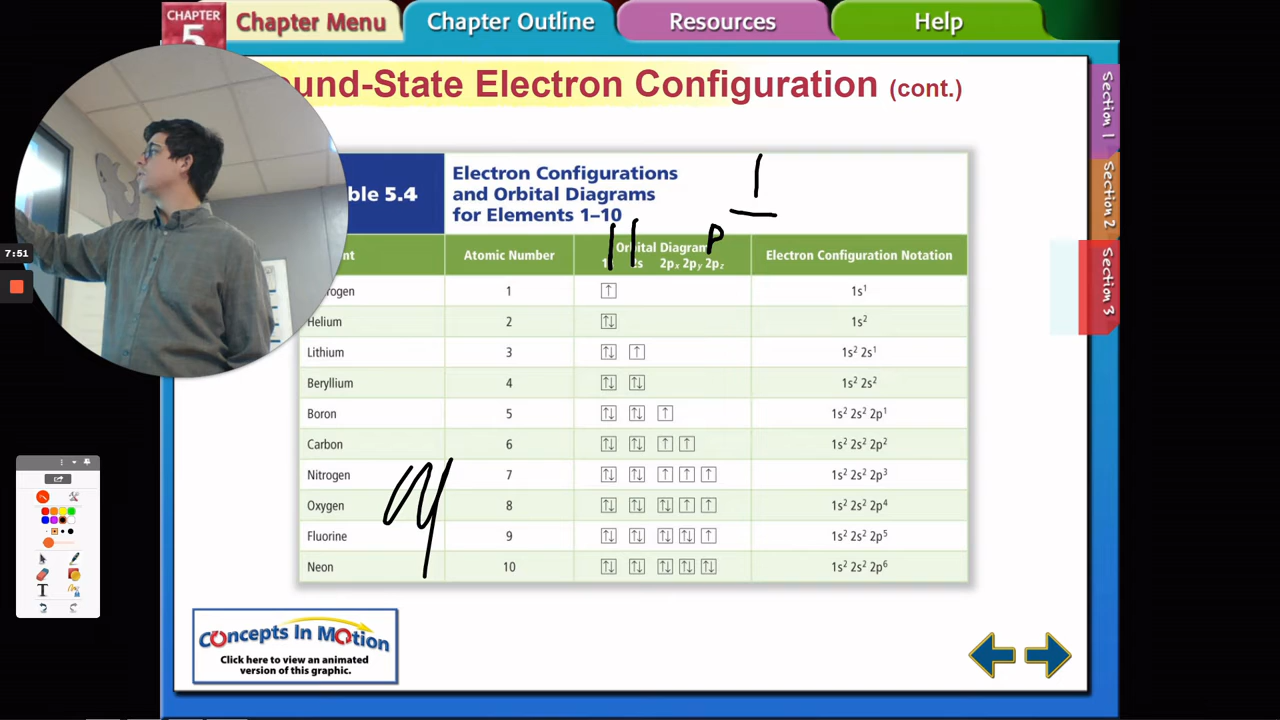 CHAPTER
5
Chapter Menu
Chapter Outline
Resources
Help
und-State Electron Configuration (cont.)
Section 1
Section 2
Section 3
ble 5.4
Electron Configurations
and Orbital Diagrams
for Elements 1–10
nt Atomic Number Orbital Diagram Electron Configuration Notation
2pₓ 2pᵧ 2p_z
P
7:51
rogen 1 ↑ 1s¹
Helium 2 ↑↓ 1s²
Lithium 3 ↑↓ ↑ 1s² 2s¹
Beryllium 4 ↑↓ ↑↓ 1s² 2s²
Boron 5 ↑↓ ↑↓ ↑ 1s² 2s² 2p¹
Carbon 6 ↑↓ ↑↓ ↑ ↑ 1s² 2s² 2p²
Nitrogen 7 ↑↓ ↑↓ ↑ ↑ ↑ 1s² 2s² 2p³
Oxygen 8 ↑↓ ↑↓ ↑↓ ↑ ↑ 1s² 2s² 2p⁴
Fluorine 9 ↑↓ ↑↓ ↑↓ ↑↓ ↑ 1s² 2s² 2p⁵
Neon 10 ↑↓ ↑↓ ↑↓ ↑↓ ↑↓ 1s² 2s² 2p⁶
T
Concepts In Motion
Click here to view an animated
version of this graphic.